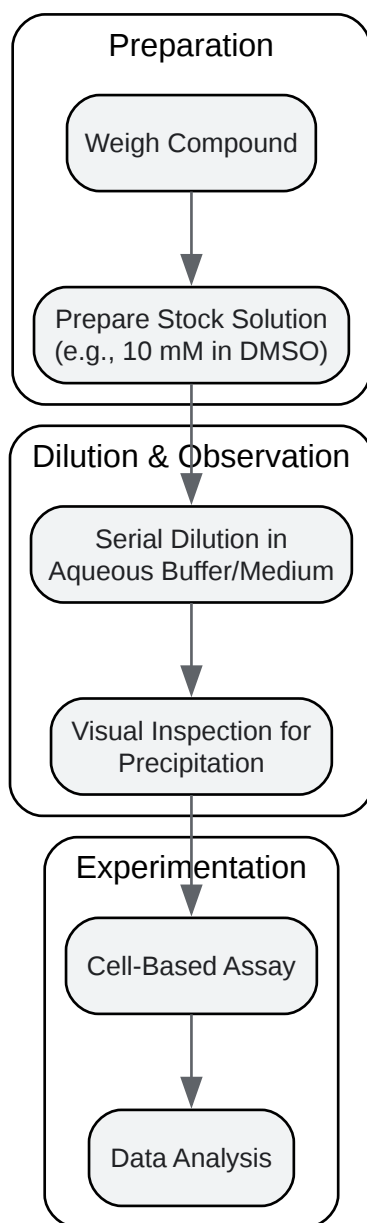 Preparation
Weigh Compound
Prepare Stock Solution
(e.g., 10 mM in DMSO)
Dilution & Observation
Serial Dilution in
Aqueous Buffer/Medium
Visual Inspection for
Precipitation
Experimentation
Cell-Based Assay
Data Analysis